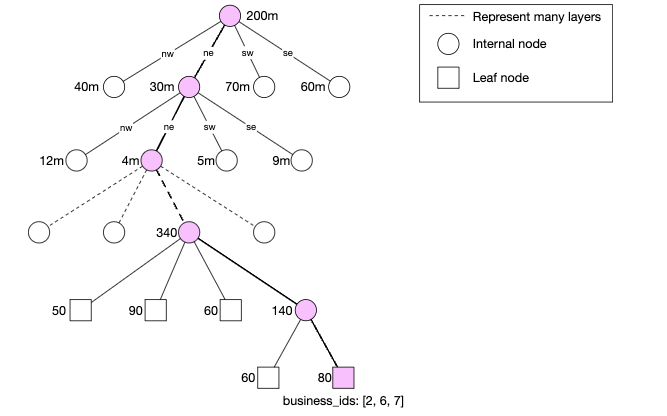 200m
Represent many layers
Internal node
Leaf node
nw
ne
sw
se
40m
30m
70m
60m
nw
ne
sw
se
12m
4m
5m
9m
340
50
90
60
140
60
80
business_ids: [2, 6, 7]